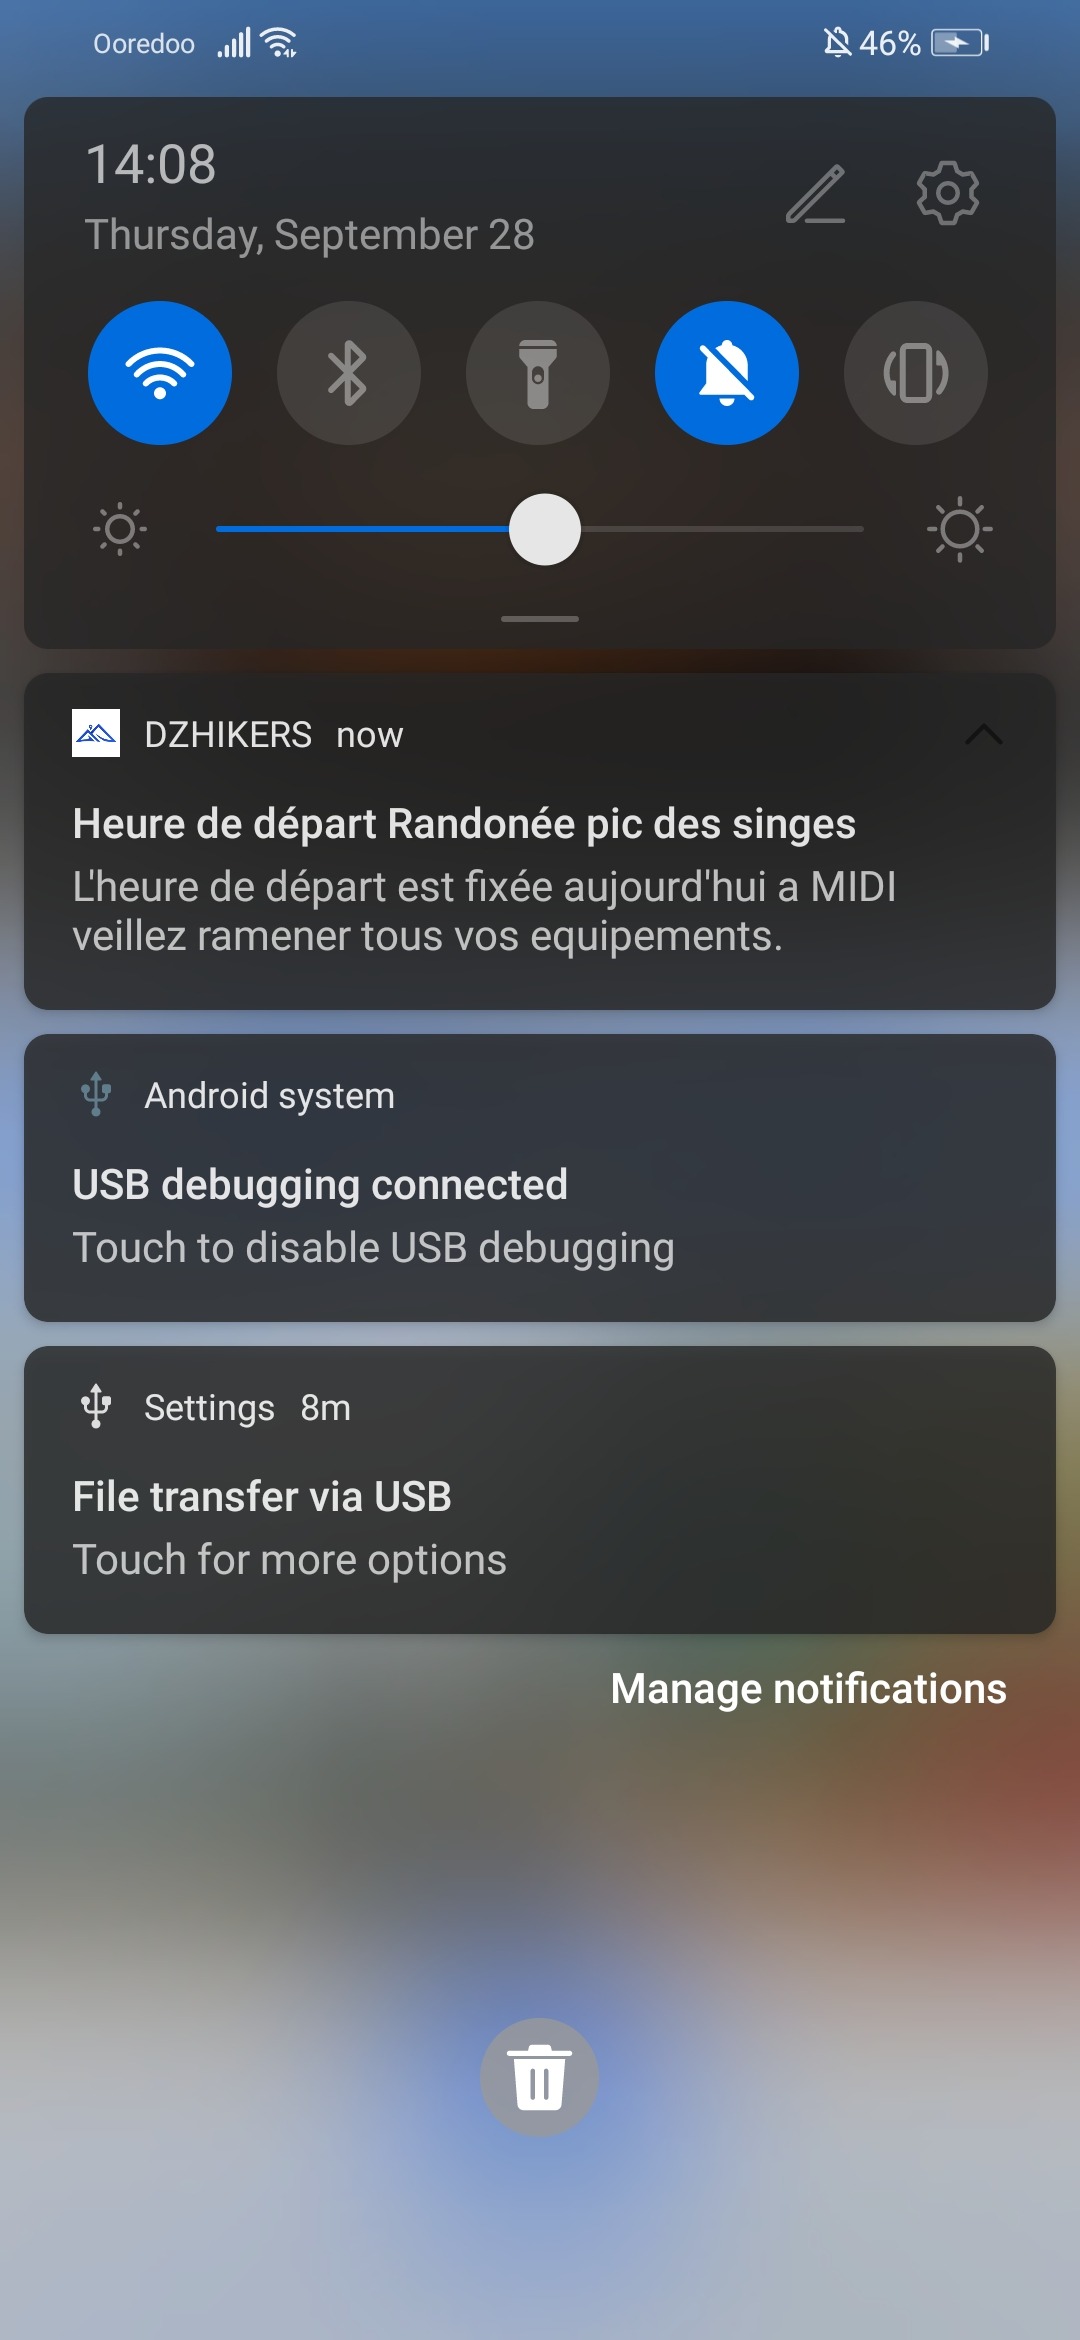 Ooredoo 46%
14:08
Thursday, September 28
DZHIKERS now
Heure de départ Randonée pic des singes
L'heure de départ est fixée aujourd'hui a MIDI
veillez ramener tous vos equipements.
Android system
USB debugging connected
Touch to disable USB debugging
Settings 8m
File transfer via USB
Touch for more options
Manage notifications